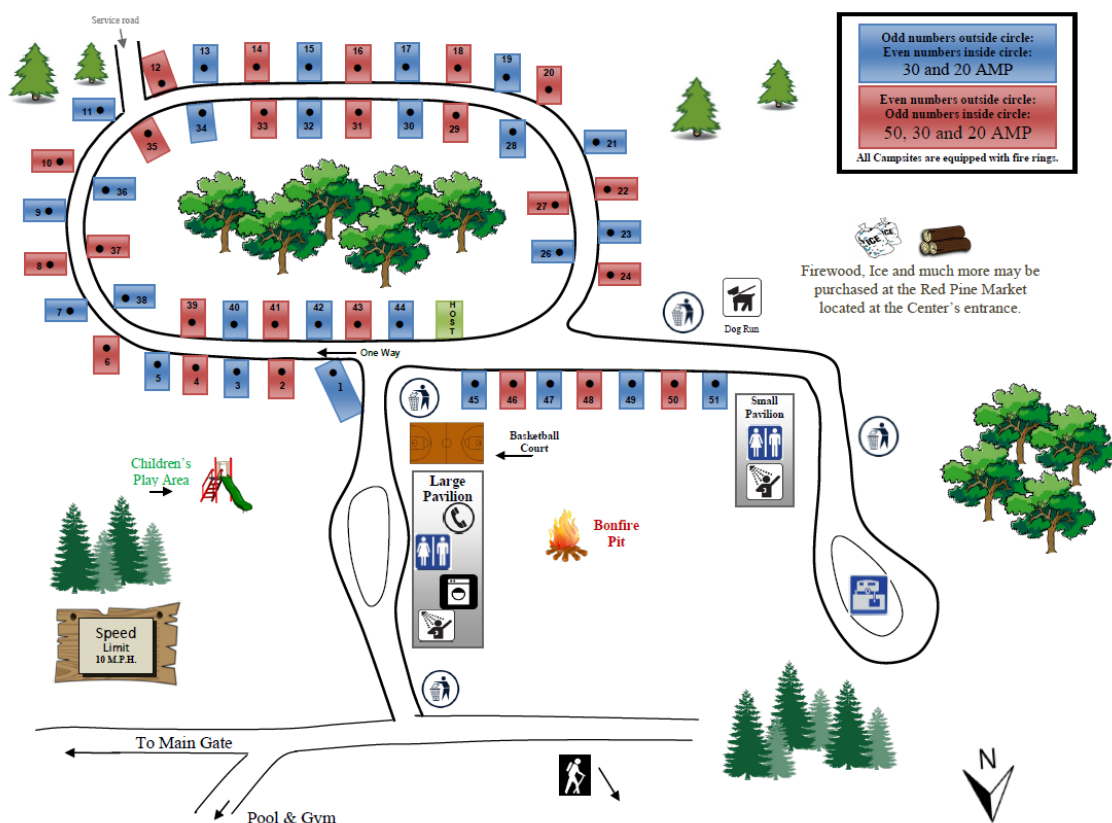 Service road
Odd numbers outside circle:
Even numbers inside circle:
30 and 20 AMP
Even numbers outside circle:
Odd numbers inside circle:
50, 30 and 20 AMP
All Campsites are equipped with fire rings.
12
13
14
15
16
17
18
19
20
11
35
34
33
32
31
30
29
28
21
10
36
27
22
9
37
26
23
8
38
24
7
39
40
41
42
43
44
HOST
ICE
ICE
Firewood, Ice and much more may be
purchased at the Red Pine Market
located at the Center's entrance.
Dog Run
6
5
4
3
2
1
One Way
45
46
47
48
49
50
51
Small
Pavilion
Basketball
Court
Children's
Play Area
Large
Pavilion
Bonfire
Pit
Speed
Limit
10 M.P.H.
To Main Gate
Pool & Gym
N